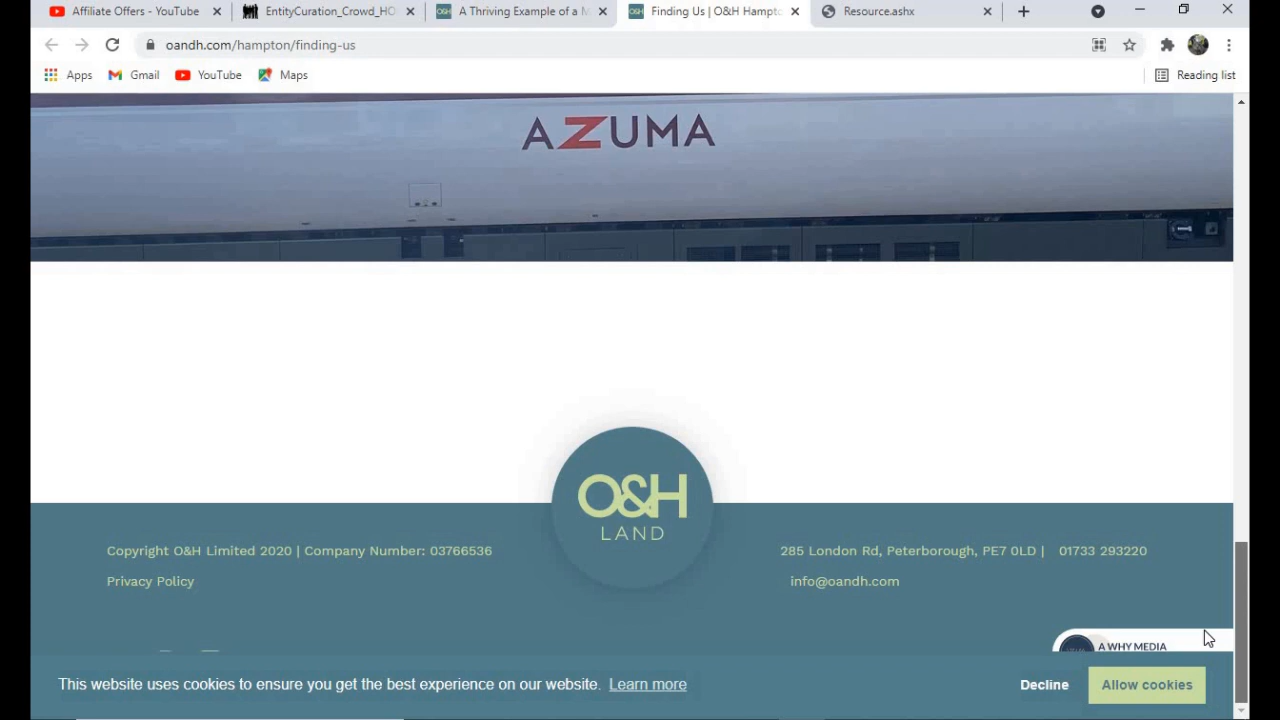 Affiliate Offers - YouTube
EntityCuration_Crowd_HO
A Thriving Example of a M
Finding Us | O&H Hampto
Resource.ashx
oandh.com/hampton/finding-us
Apps
Gmail
YouTube
Maps
Reading list
AZUMA
O&H
LAND
Copyright O&H Limited 2020 | Company Number: 03766536
285 London Rd, Peterborough, PE7 0LD | 01733 293220
Privacy Policy
info@oandh.com
A WHY MEDIA
This website uses cookies to ensure you get the best experience on our website. Learn more
Decline
Allow cookies